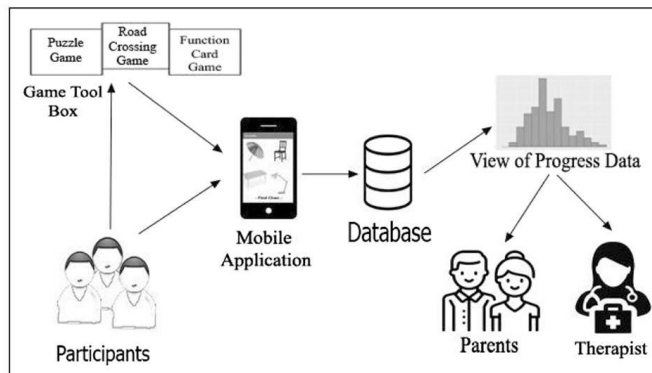 Puzzle
Game
Road
Crossing
Game
Function
Card
Game
Game Tool
Box
Mobile
Application
Database
View of Progress Data
Participants
Parents
Therapist